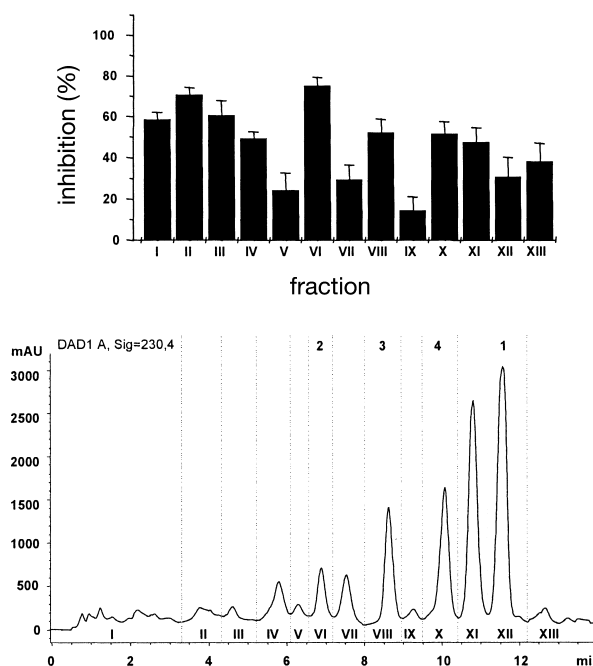 100
80
60
40
20
0
inhibition (%)
I II III IV V VI VII VIII IX X XI XII XIII
fraction
mAU
DAD1 A, Sig=230,4
2 3 4 1
3000
2500
2000
1500
1000
500
0
I II III IV V VI VII VIII IX X XI XII XIII
0 2 4 6 8 10 12 mi